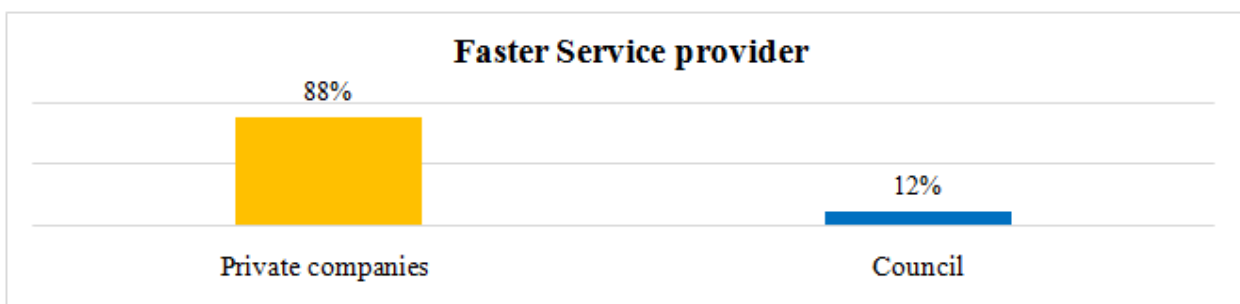 Faster Service provider
88%
12%
Private companies
Council